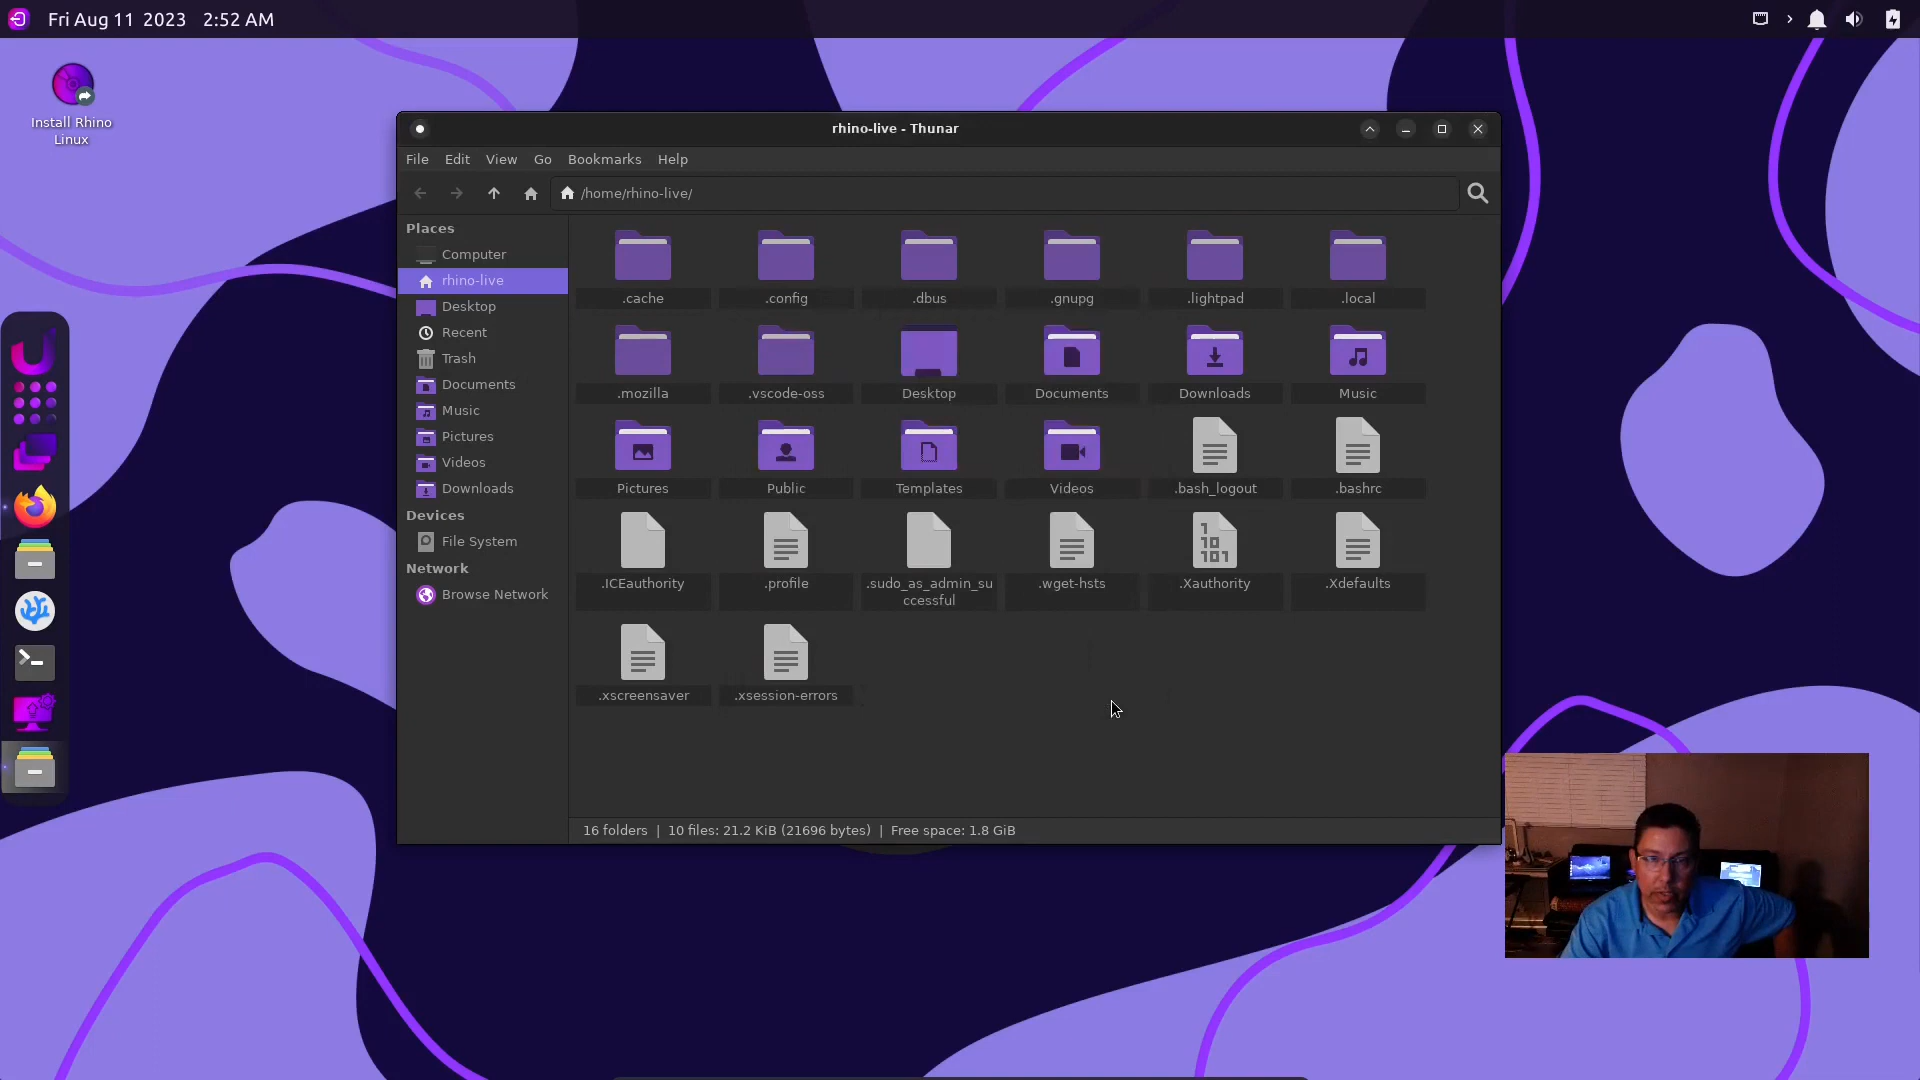 Fri Aug 11 2023 2:52 AM
Install Rhino
Linux
rhino-live - Thunar
File Edit View Go Bookmarks Help
/home/rhino-live/
Places
Computer
rhino-live
Desktop
Recent
Trash
Documents
Music
Pictures
Videos
Downloads
Devices
File System
Network
Browse Network
.cache .config .dbus .gnupg .lightpad .local
.mozilla .vscode-oss Desktop Documents Downloads Music
Pictures Public Templates Videos .bash_logout .bashrc
1
10
101
.ICEauthority .profile .sudo_as_admin_su .wget-hsts .Xauthority .Xdefaults
ccessful
.xscreensaver .xsession-errors
16 folders | 10 files: 21.2 KiB (21696 bytes) | Free space: 1.8 GiB